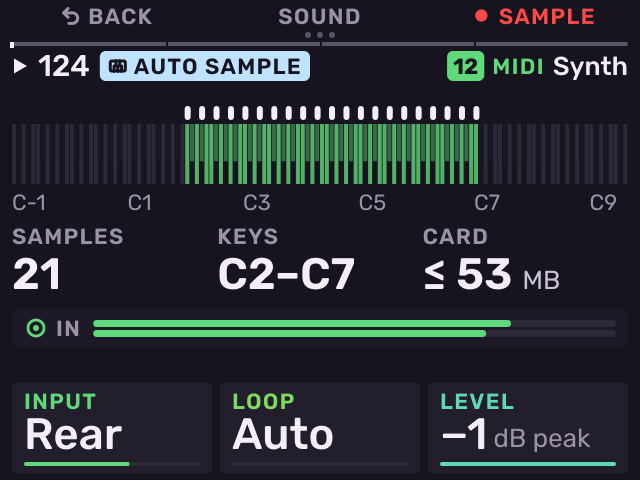 BACK SOUND SAMPLE
124 AUTO SAMPLE 12 MIDI Synth
C-1 C1 C3 C5 C7 C9
SAMPLES KEYS CARD
21 C2–C7 ≤ 53 MB
IN
INPUT LOOP LEVEL
Rear Auto −1 dB peak